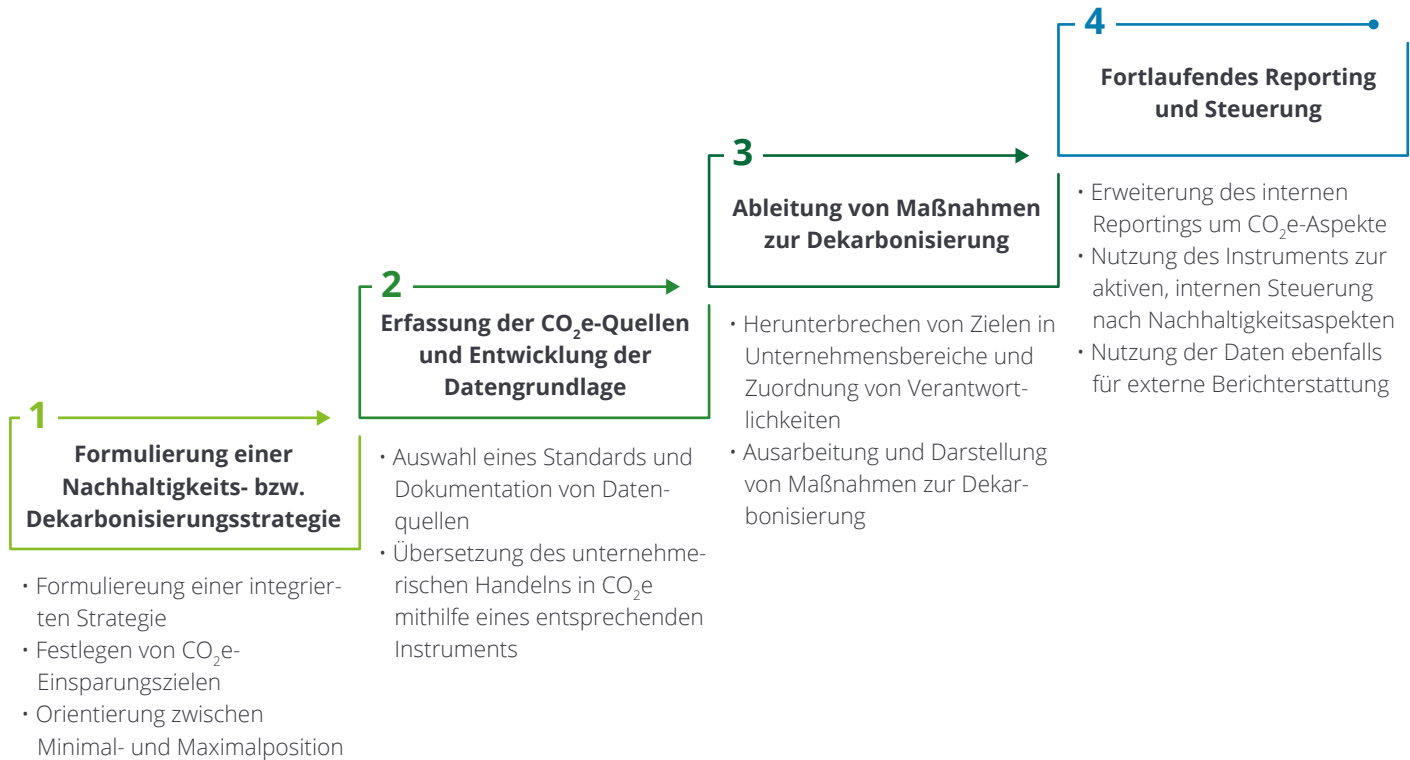 1
Formulierung einer
Nachhaltigkeits- bzw.
Dekarbonisierungsstrategie
• Formuliereung einer integrier-
ten Strategie
• Festlegen von CO₂e-
Einsparungszielen
• Orientierung zwischen
Minimal- und Maximalposition
2
Erfassung der CO₂e-Quellen
und Entwicklung der
Datengrundlage
• Auswahl eines Standards und
Dokumentation von Daten-
quellen
• Übersetzung des unternehme-
rischen Handelns in CO₂e
mithilfe eines entsprechenden
Instruments
3
Ableitung von Maßnahmen
zur Dekarbonisierung
• Herunterbrechen von Zielen in
Unternehmensbereiche und
Zuordnung von Verantwort-
lichkeiten
• Ausarbeitung und Darstellung
von Maßnahmen zur Dekar-
bonisierung
4
Fortlaufendes Reporting
und Steuerung
• Erweiterung des internen
Reportings um CO₂e-Aspekte
• Nutzung des Instruments zur
aktiven, internen Steuerung
nach Nachhaltigkeitsaspekten
• Nutzung der Daten ebenfalls
für externe Berichterstattung